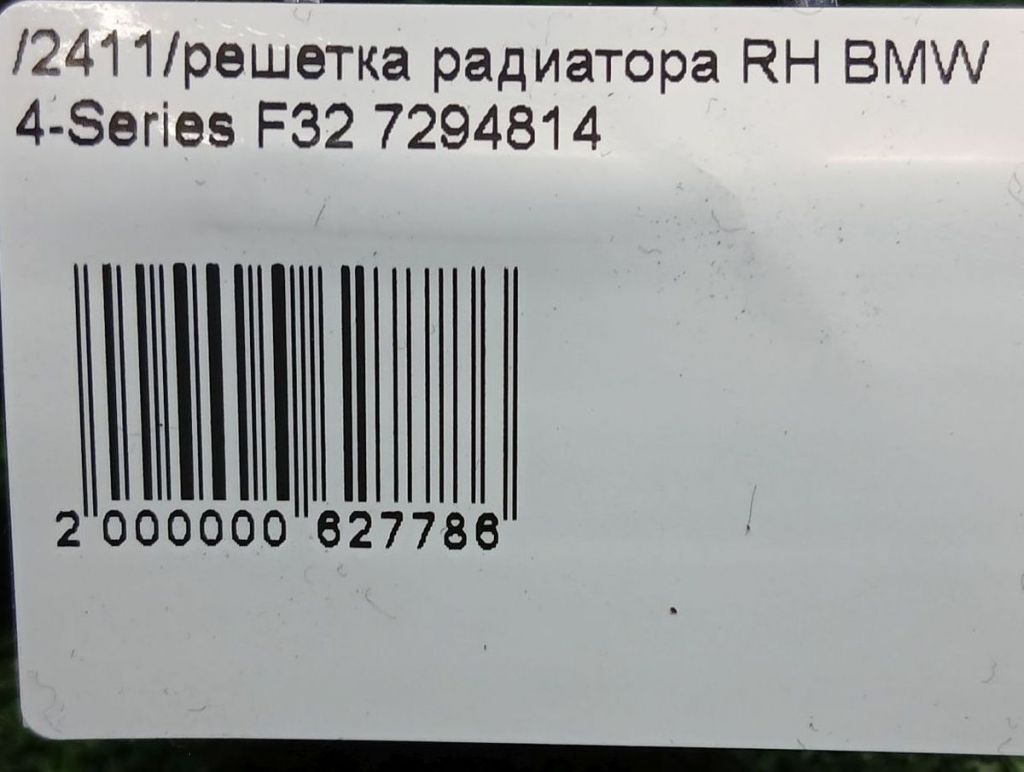 /2411/решетка радиатора RH BMW
4-Series F32 7294814
2 000000 627786